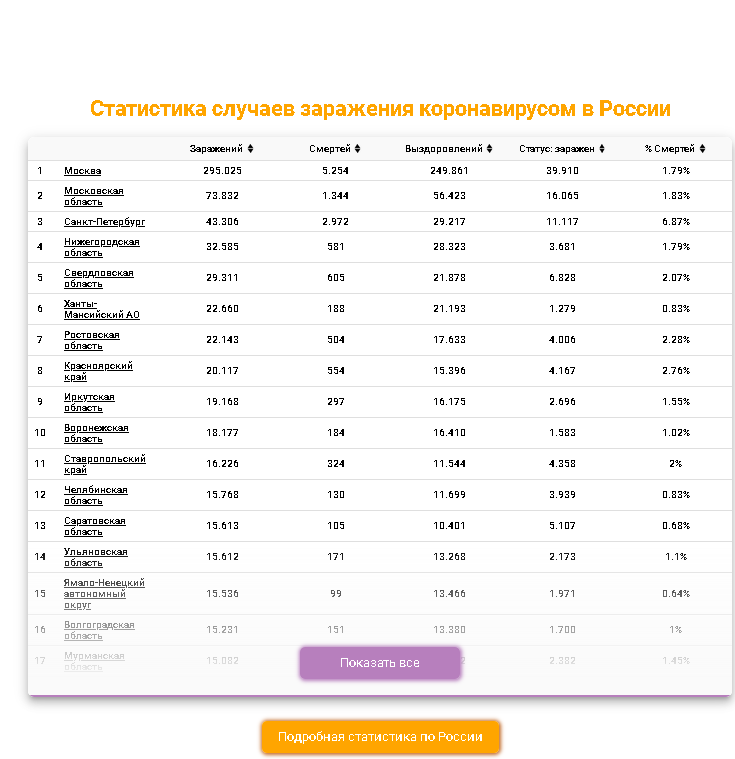 Статистика случаев заражения коронавирусом в России
Заражений Смертей Выздоровлений Статус: заражен % Смертей
1 Москва 295.025 5.254 249.861 39.910 1.79%
2 Московская область 73.832 1.344 56.423 16.065 1.83%
3 Санкт-Петербург 43.306 2.972 29.217 11.117 6.87%
4 Нижегородская область 32.585 581 28.323 3.681 1.79%
5 Свердловская область 29.311 605 21.878 6.828 2.07%
6 Ханты-Мансийский АО 22.660 188 21.193 1.279 0.83%
7 Ростовская область 22.143 504 17.633 4.006 2.28%
8 Красноярский край 20.117 554 15.396 4.167 2.76%
9 Иркутская область 19.168 297 16.175 2.696 1.55%
10 Воронежская область 18.177 184 16.410 1.583 1.02%
11 Ставропольский край 16.226 324 11.544 4.358 2%
12 Челябинская область 15.768 130 11.699 3.939 0.83%
13 Саратовская область 15.613 105 10.401 5.107 0.68%
14 Ульяновская область 15.612 171 13.268 2.173 1.1%
15 Ямало-Ненецкий автономный округ 15.536 99 13.466 1.971 0.64%
16 Волгоградская область 15.231 151 13.380 1.700 1%
17 Мурманская область 15.082 2.382 1.45%
Показать все
Подробная статистика по России